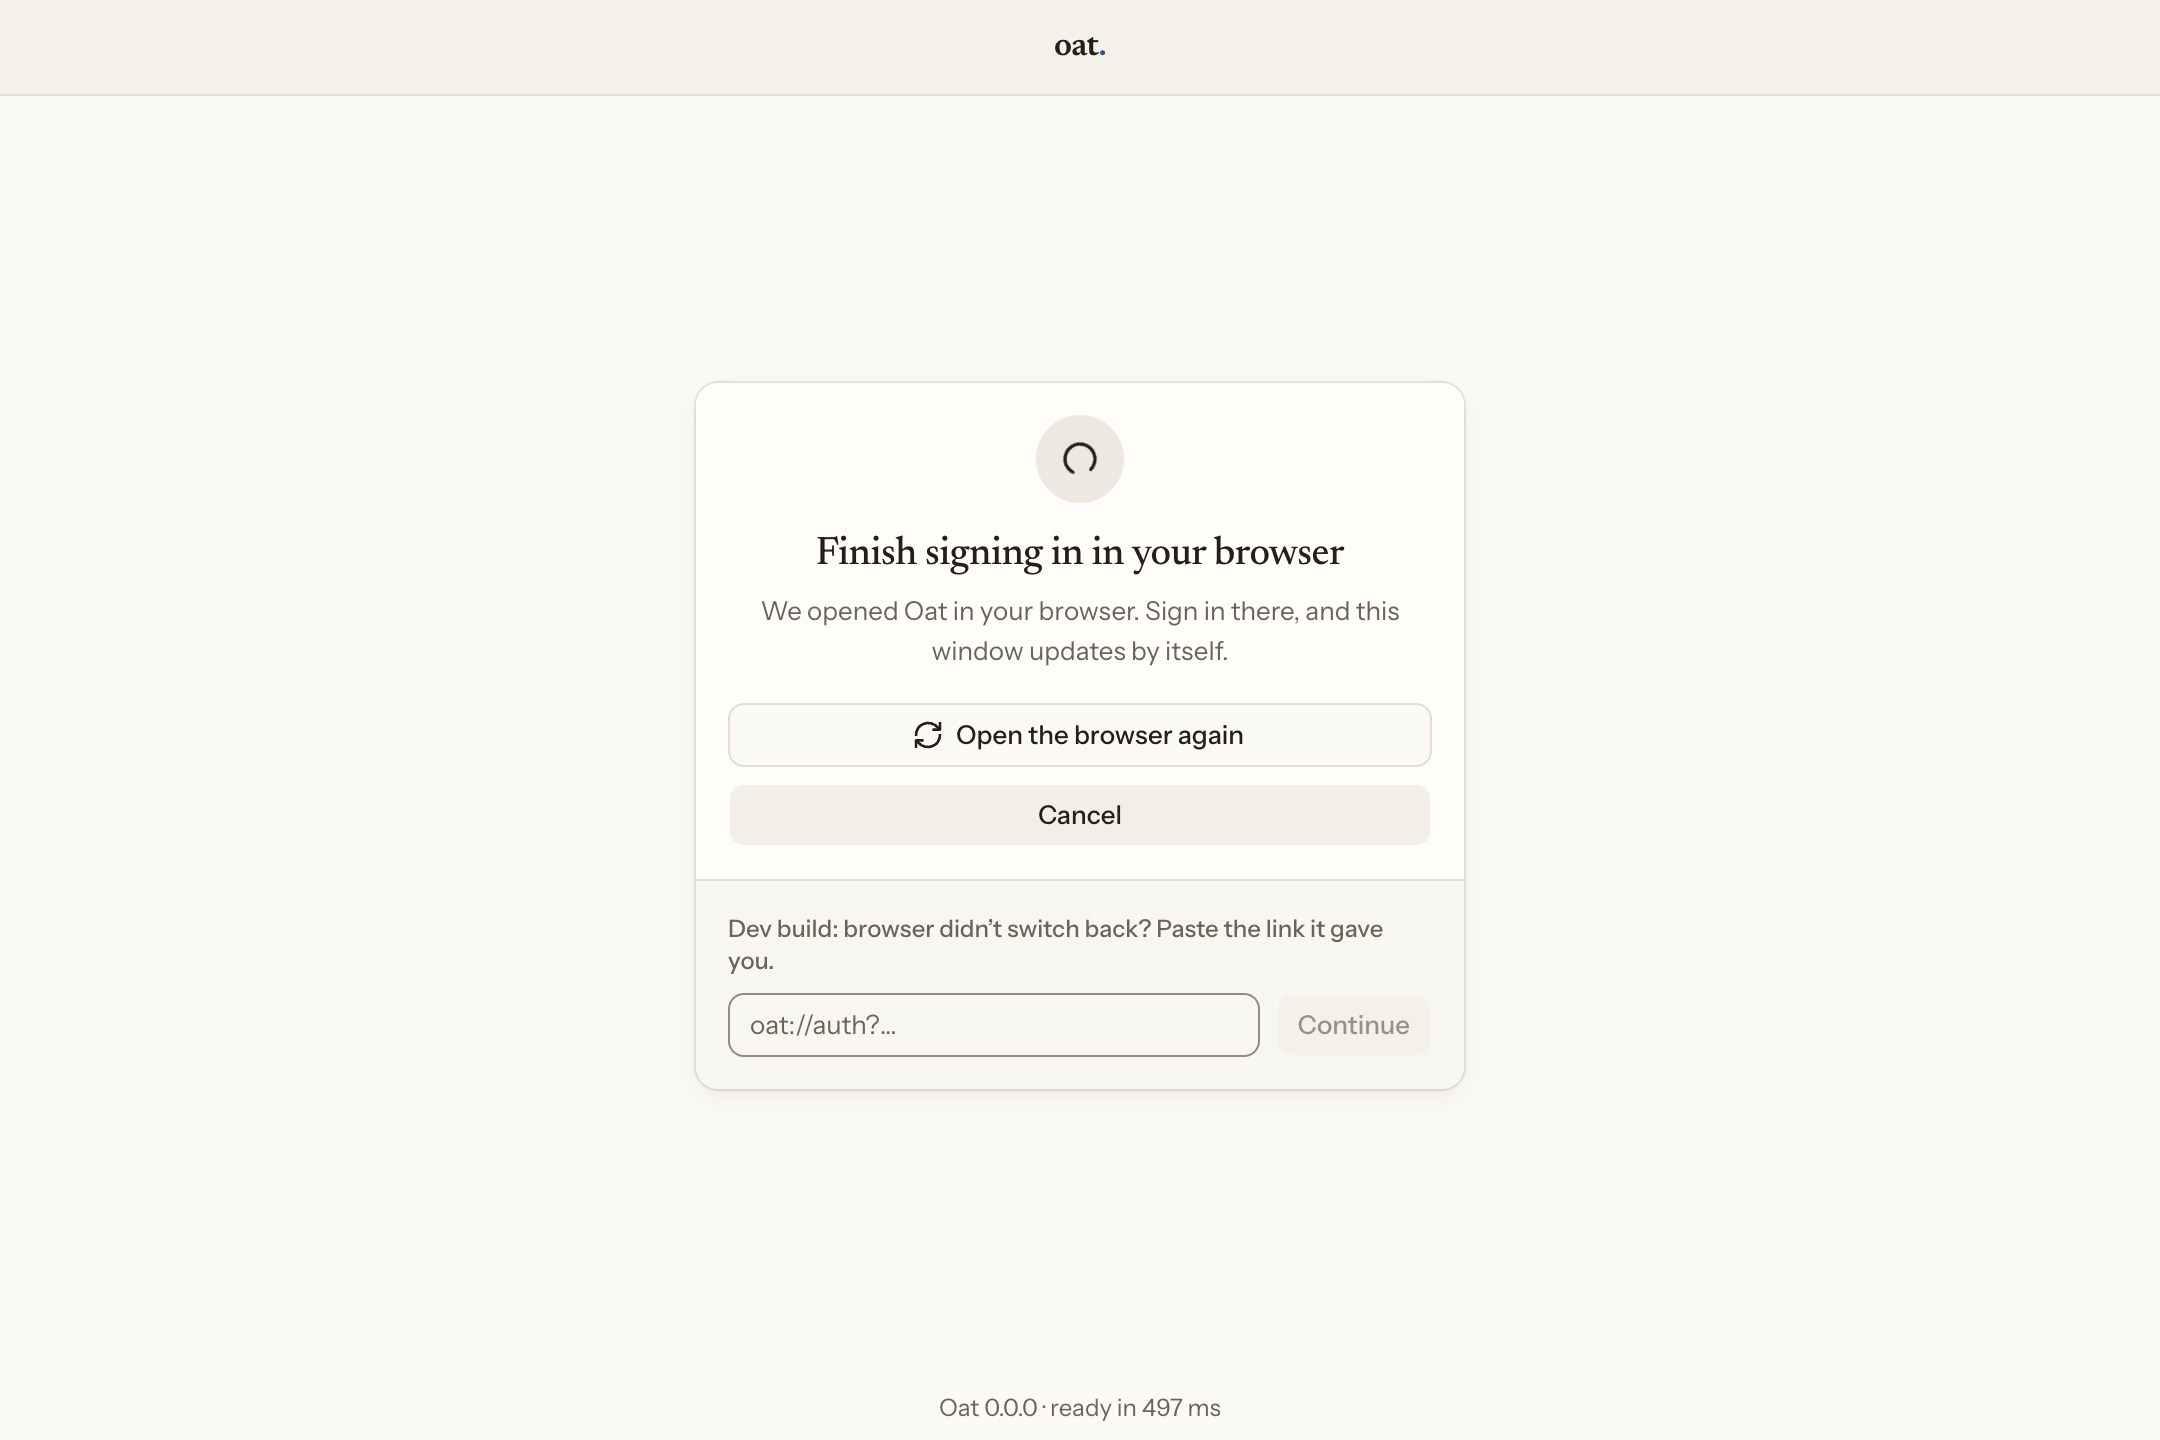 oat.
Finish signing in in your browser
We opened Oat in your browser. Sign in there, and this
window updates by itself.
Open the browser again
Cancel
Dev build: browser didn’t switch back? Paste the link it gave
you.
oat://auth?...
Continue
Oat 0.0.0 · ready in 497 ms